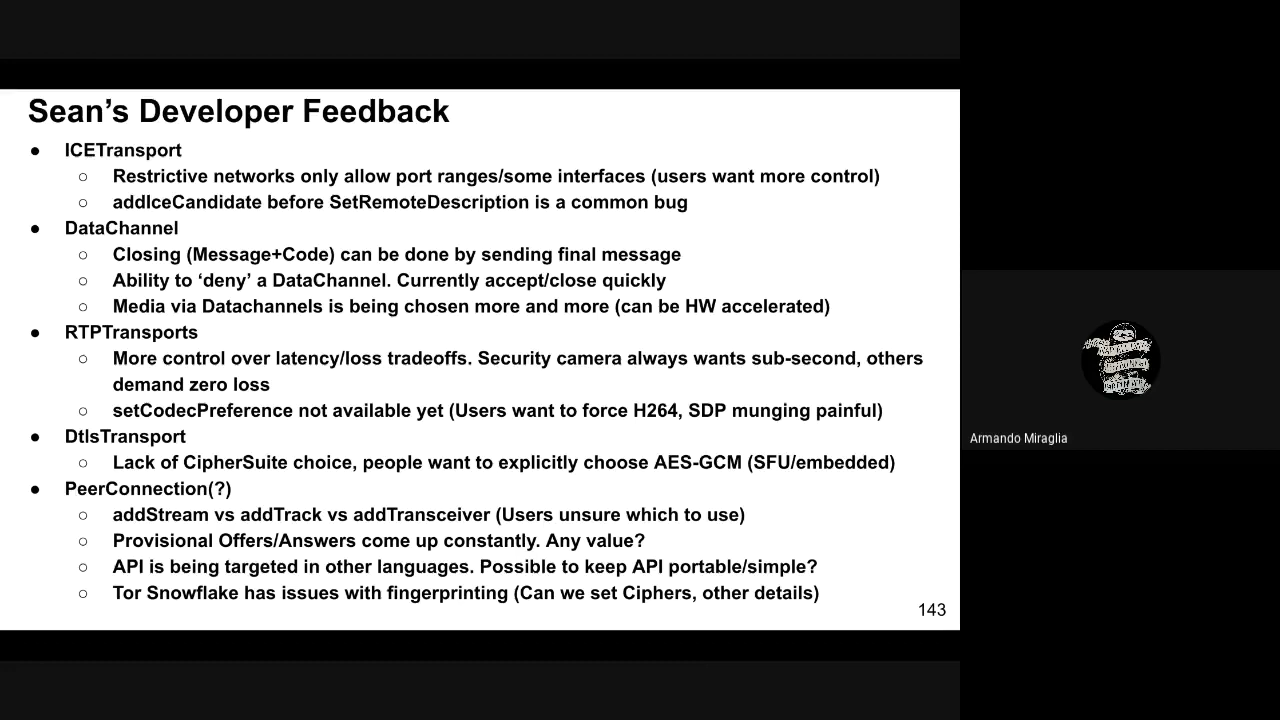 Sean’s Developer Feedback
● ICETransport
○ Restrictive networks only allow port ranges/some interfaces (users want more control)
○ addIceCandidate before SetRemoteDescription is a common bug
● DataChannel
○ Closing (Message+Code) can be done by sending final message
○ Ability to ‘deny’ a DataChannel. Currently accept/close quickly
○ Media via Datachannels is being chosen more and more (can be HW accelerated)
● RTPTransports
○ More control over latency/loss tradeoffs. Security camera always wants sub-second, others
demand zero loss
○ setCodecPreference not available yet (Users want to force H264, SDP munging painful)
● DtlsTransport
○ Lack of CipherSuite choice, people want to explicitly choose AES-GCM (SFU/embedded)
● PeerConnection(?)
○ addStream vs addTrack vs addTransceiver (Users unsure which to use)
○ Provisional Offers/Answers come up constantly. Any value?
○ API is being targeted in other languages. Possible to keep API portable/simple?
○ Tor Snowflake has issues with fingerprinting (Can we set Ciphers, other details)
143
Armando Miraglia